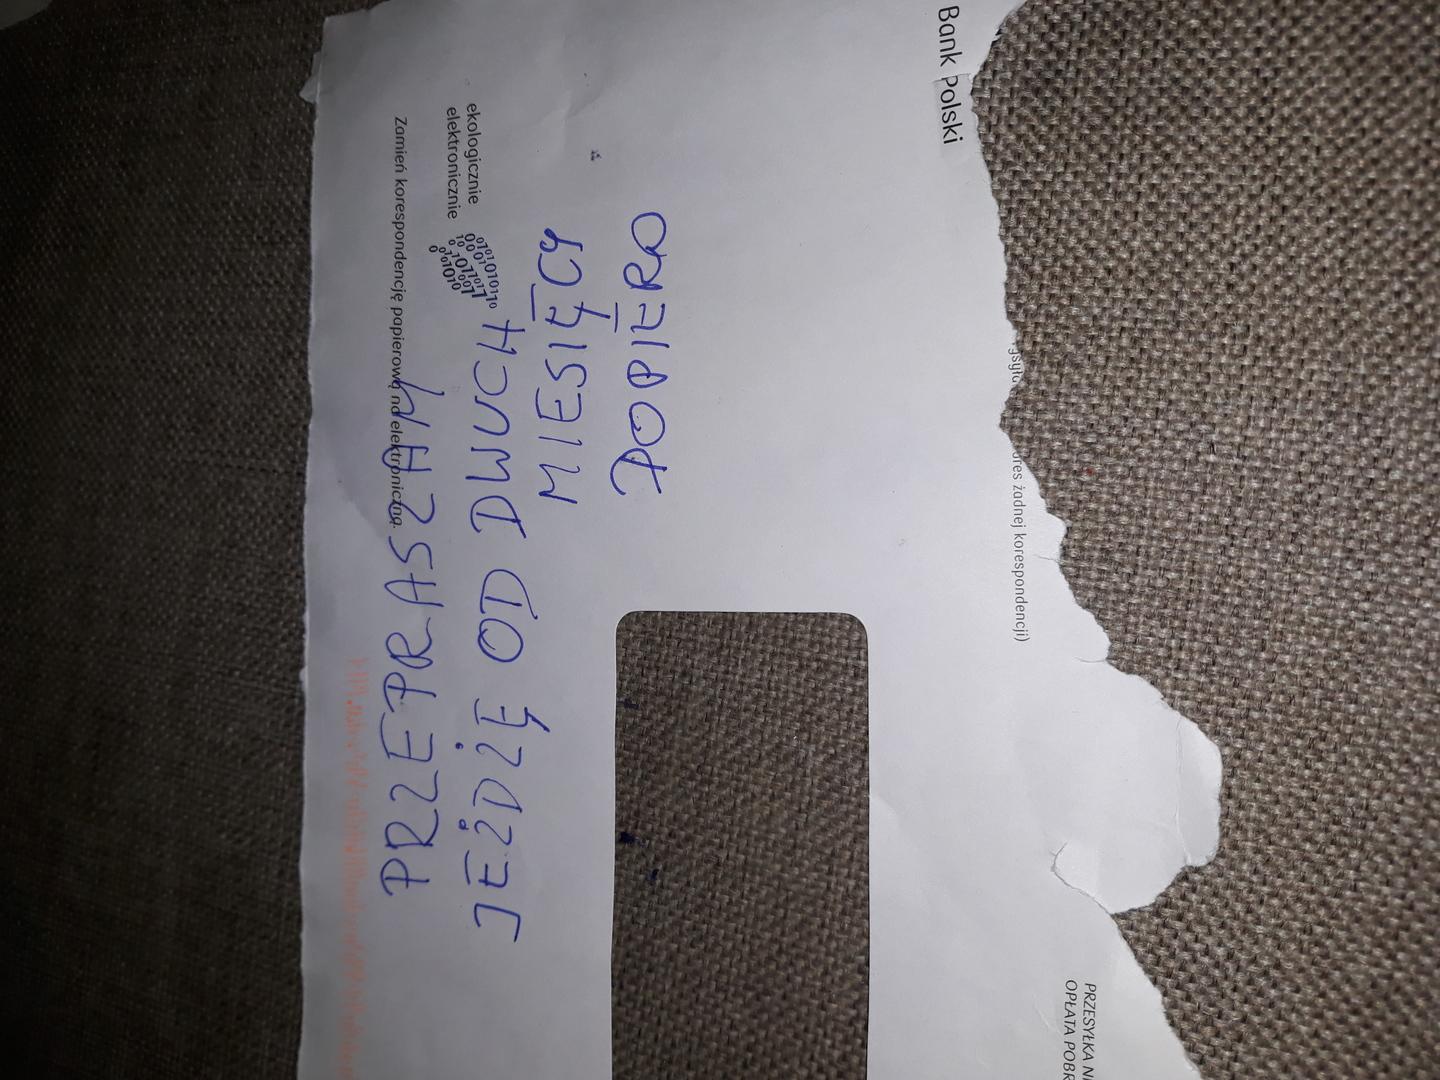 Bank Polski
żadnej korespondencji)
PRZESYŁKA
OPŁATA
ekologicznie
elektronicznie
Zamień korespondencję papierową na elektroniczną.
PRZEPRASZAM
JEŻDŻĘ OD DWUCH
MIESIĘCY
DOPIERO